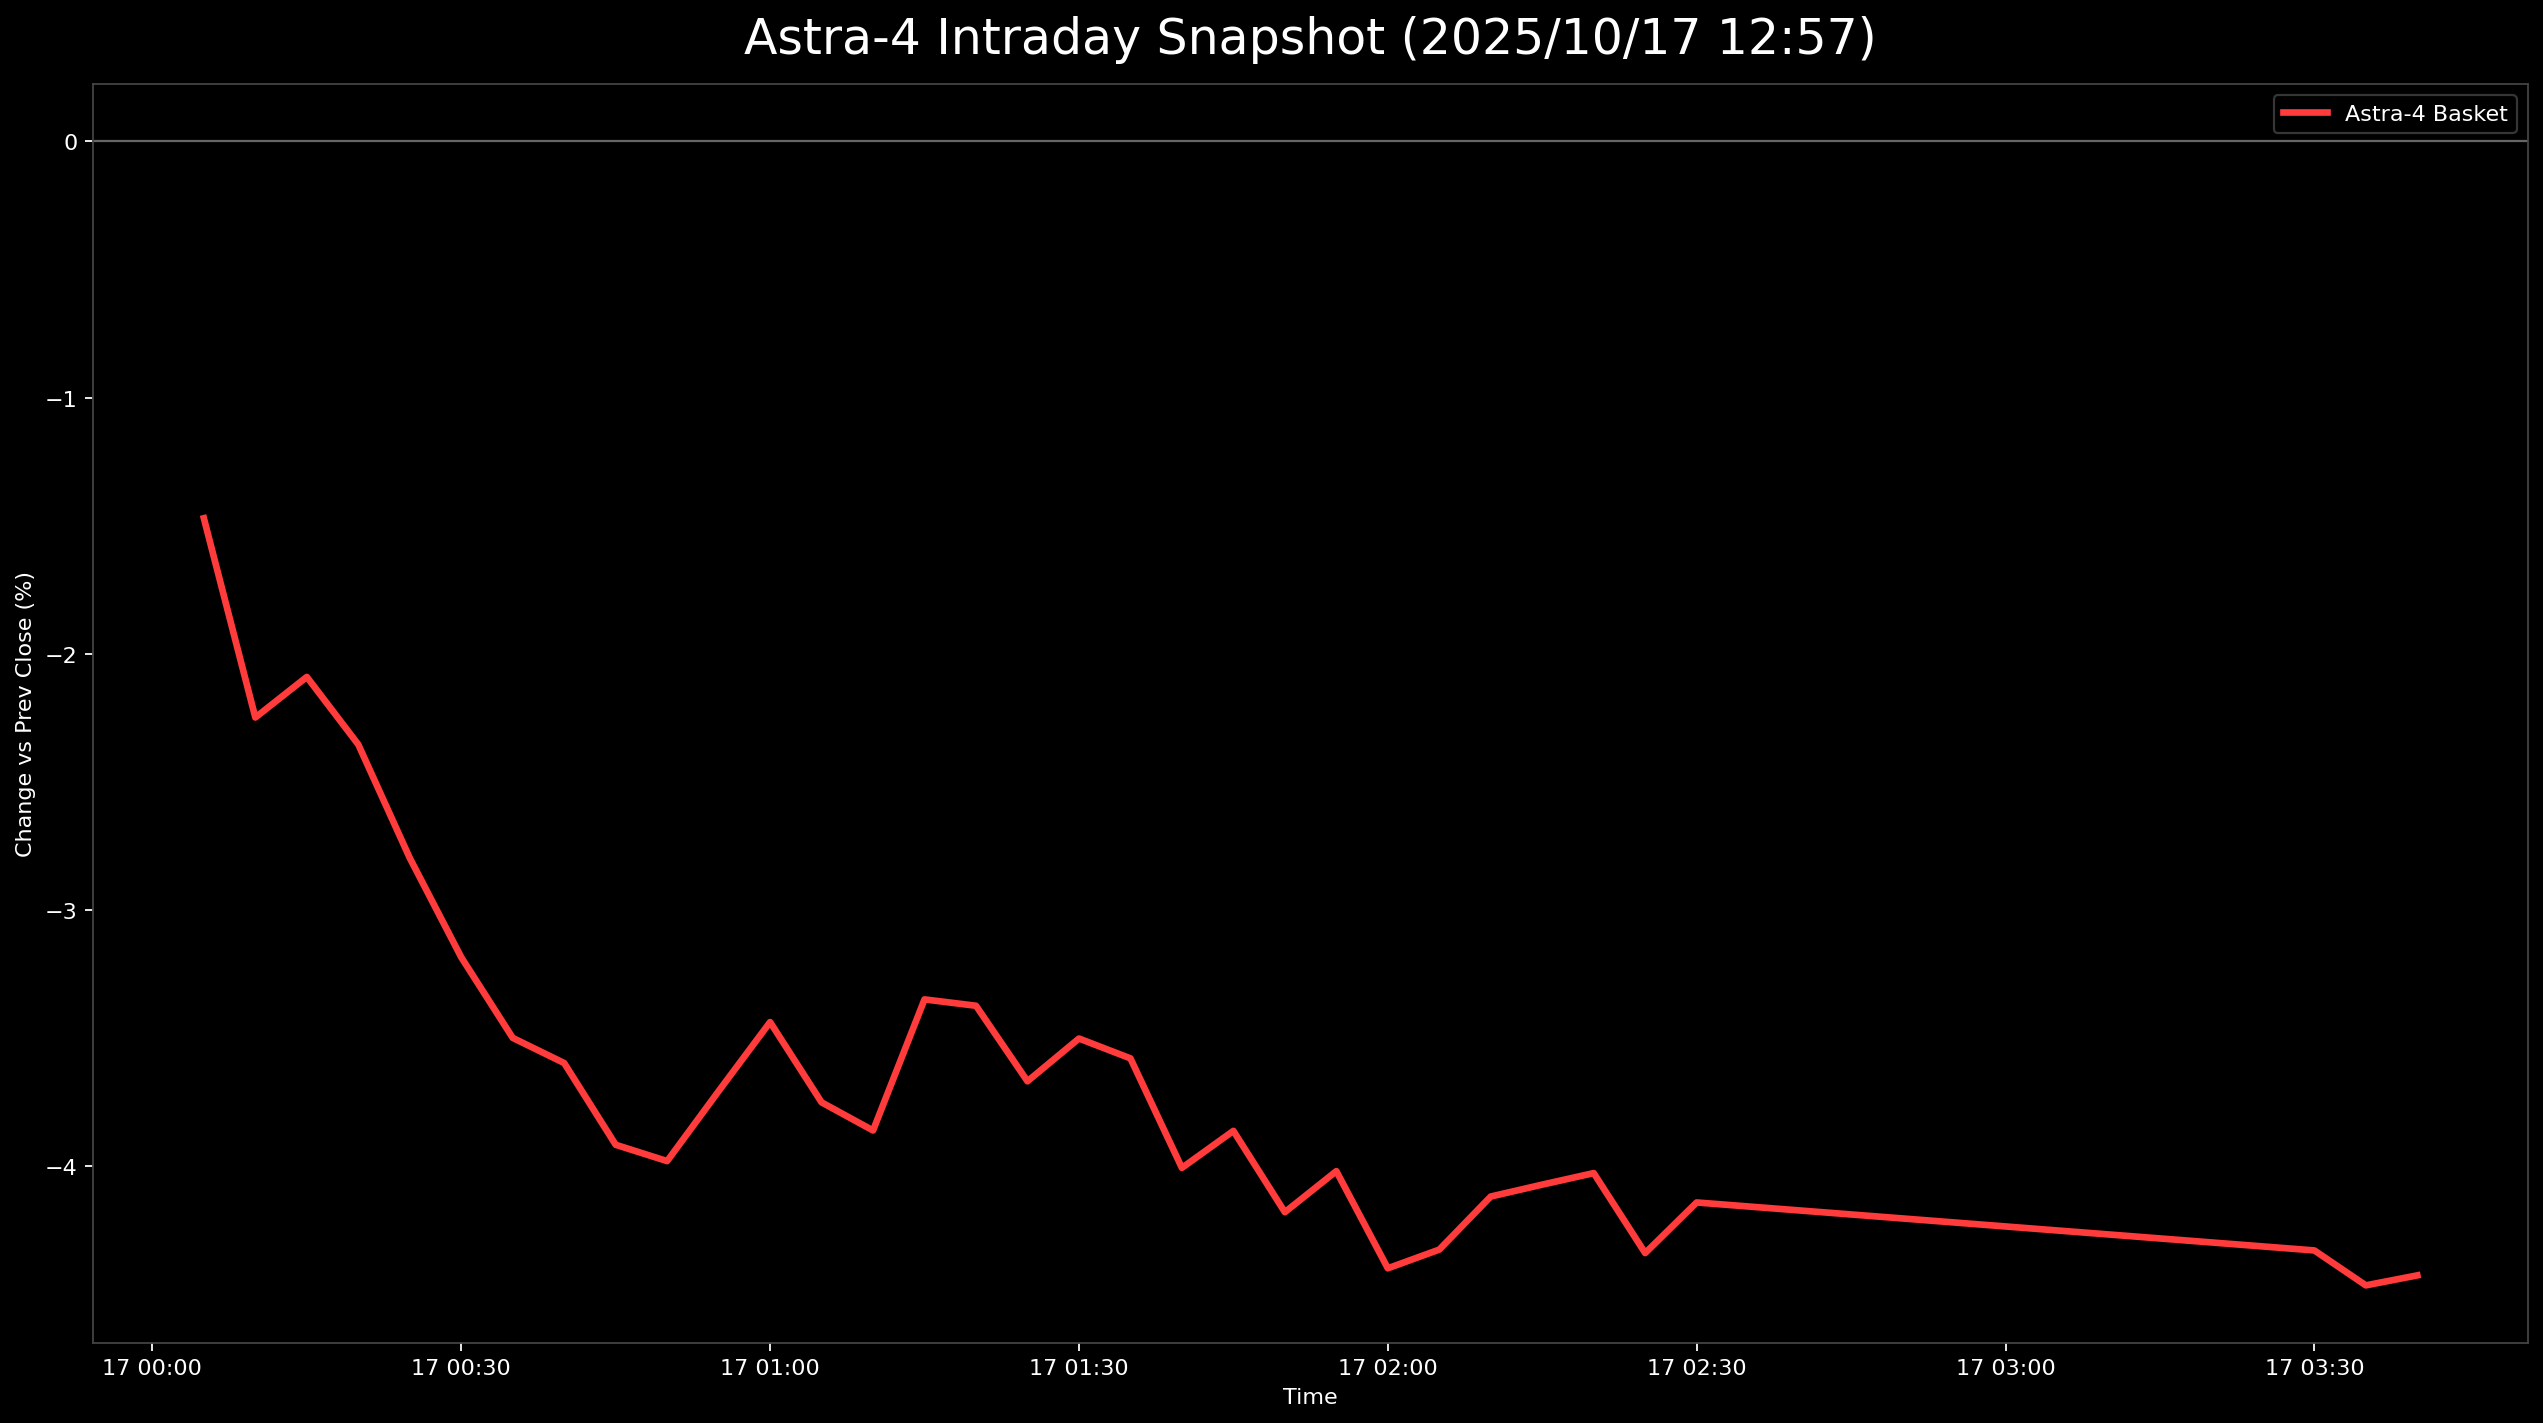 Astra-4 Intraday Snapshot (2025/10/17 12:57)
Astra-4 Basket
0
−1
−2
−3
−4
Change vs Prev Close (%)
17 00:00 17 00:30 17 01:00 17 01:30 17 02:00 17 02:30 17 03:00 17 03:30
Time